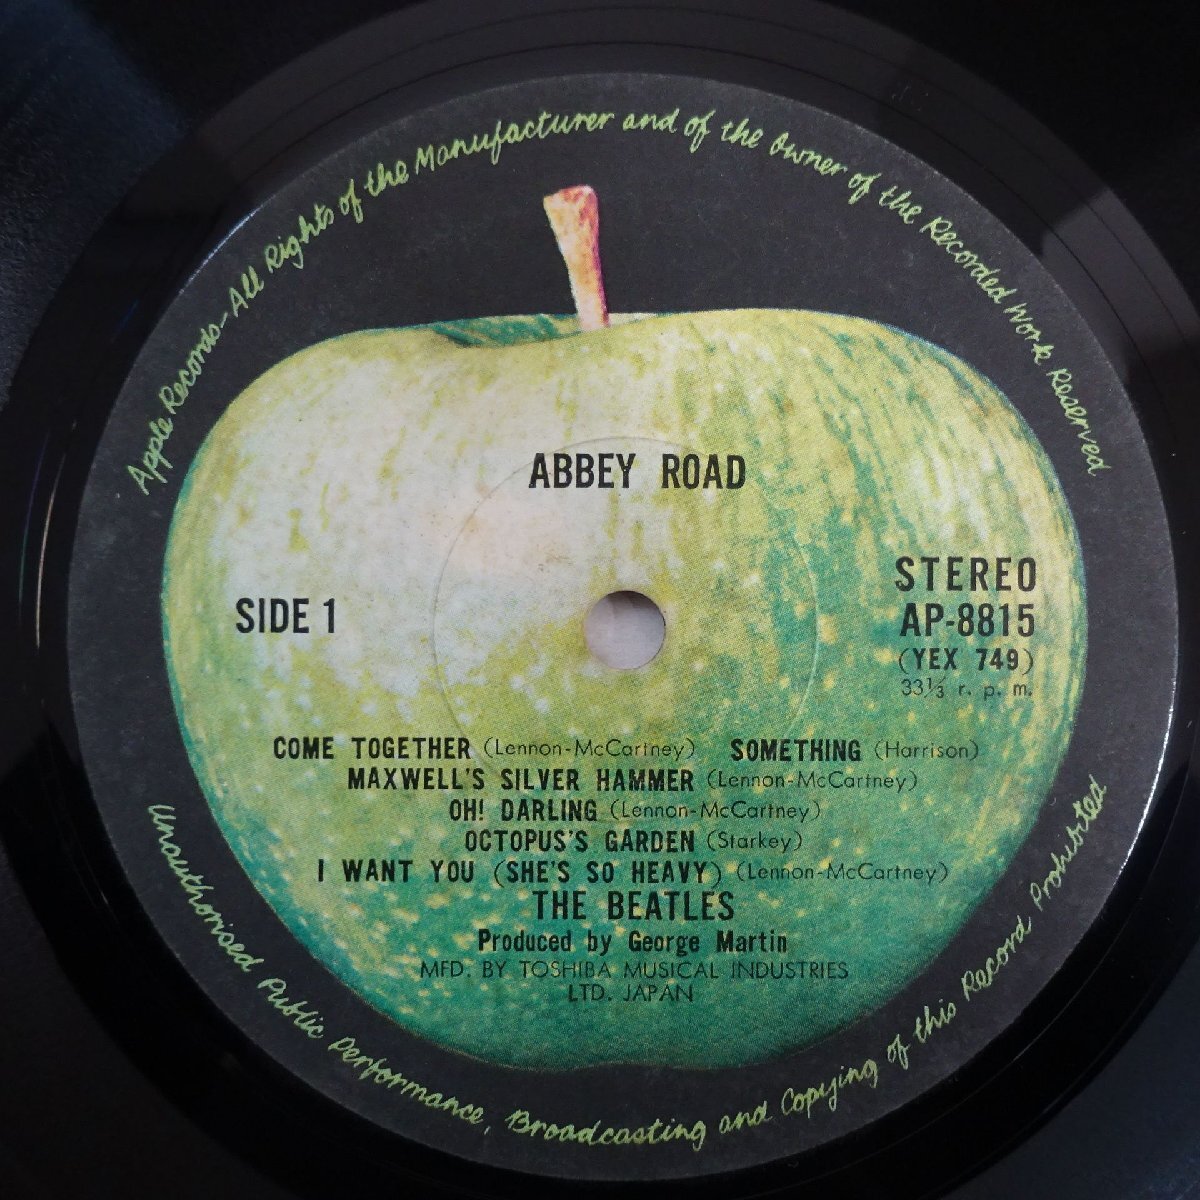 Apple Records-All Rights of the Manufacturer and of the Owner of the Recorded Work Reserved
ABBEY ROAD
STEREO
SIDE 1
AP-8815
(YEX 749)
33⅓ r. p. m.
COME TOGETHER (Lennon-McCartney) SOMETHING (Harrison)
MAXWELL'S SILVER HAMMER (Lennon-McCartney)
OH! DARLING (Lennon-McCartney)
OCTOPUS'S GARDEN (Starkey)
I WANT YOU (SHE'S SO HEAVY) (Lennon-McCartney)
THE BEATLES
Produced by George Martin
MFD. BY TOSHIBA MUSICAL INDUSTRIES
LTD. JAPAN
Unauthorised Public Performance, Broadcasting and Copying of this Record Prohibited